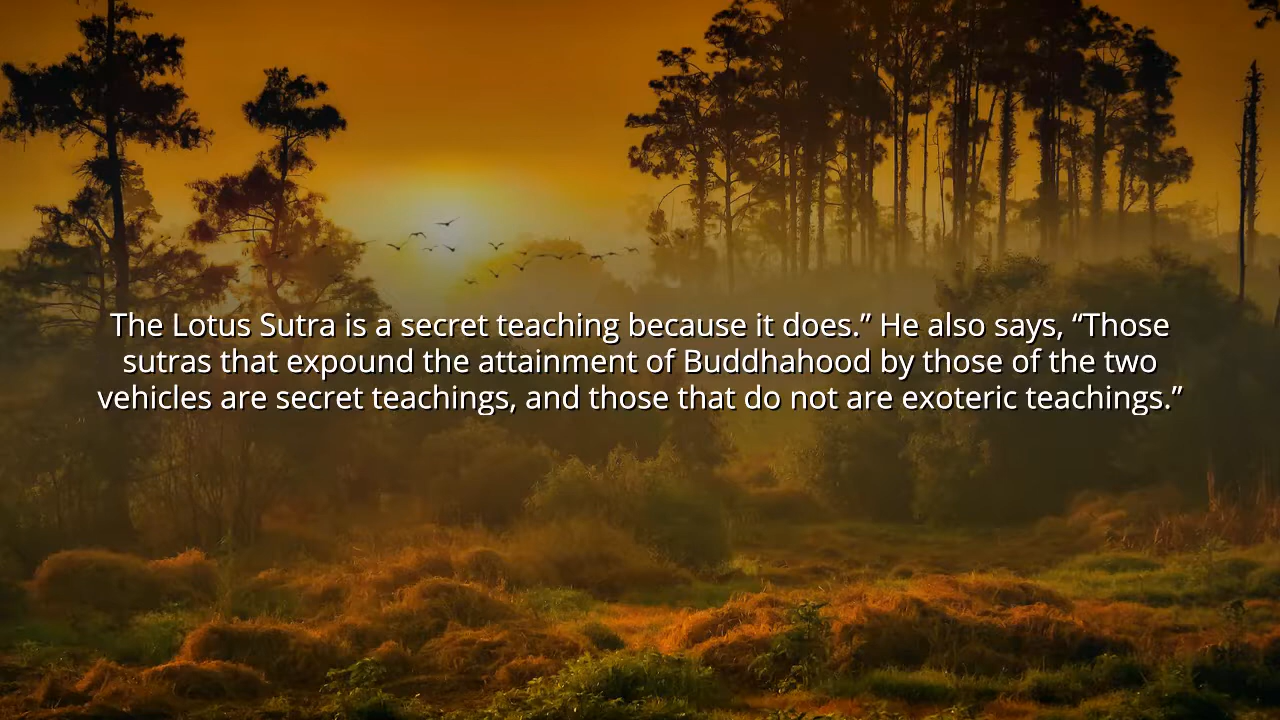 The Lotus Sutra is a secret teaching because it does.” He also says, “Those
sutras that expound the attainment of Buddhahood by those of the two
vehicles are secret teachings, and those that do not are exoteric teachings.”